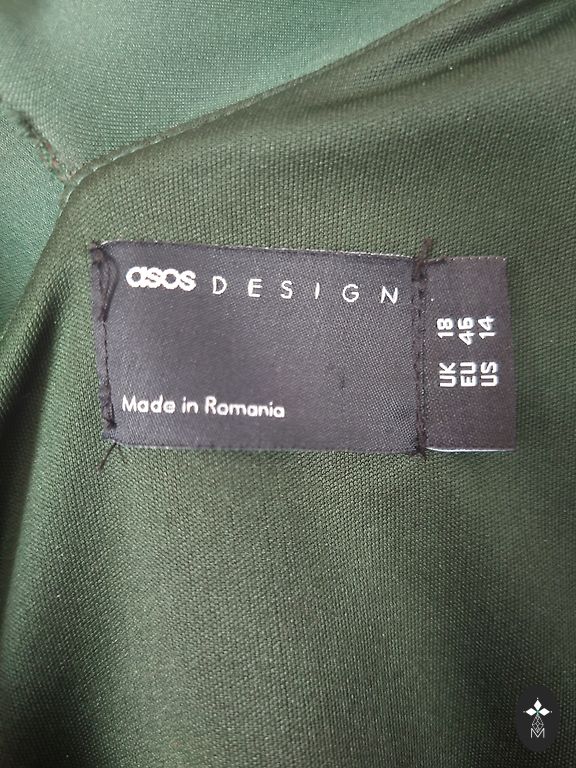 asos DESIGN
Made in Romania
UK 18
EU 46
US 14
M